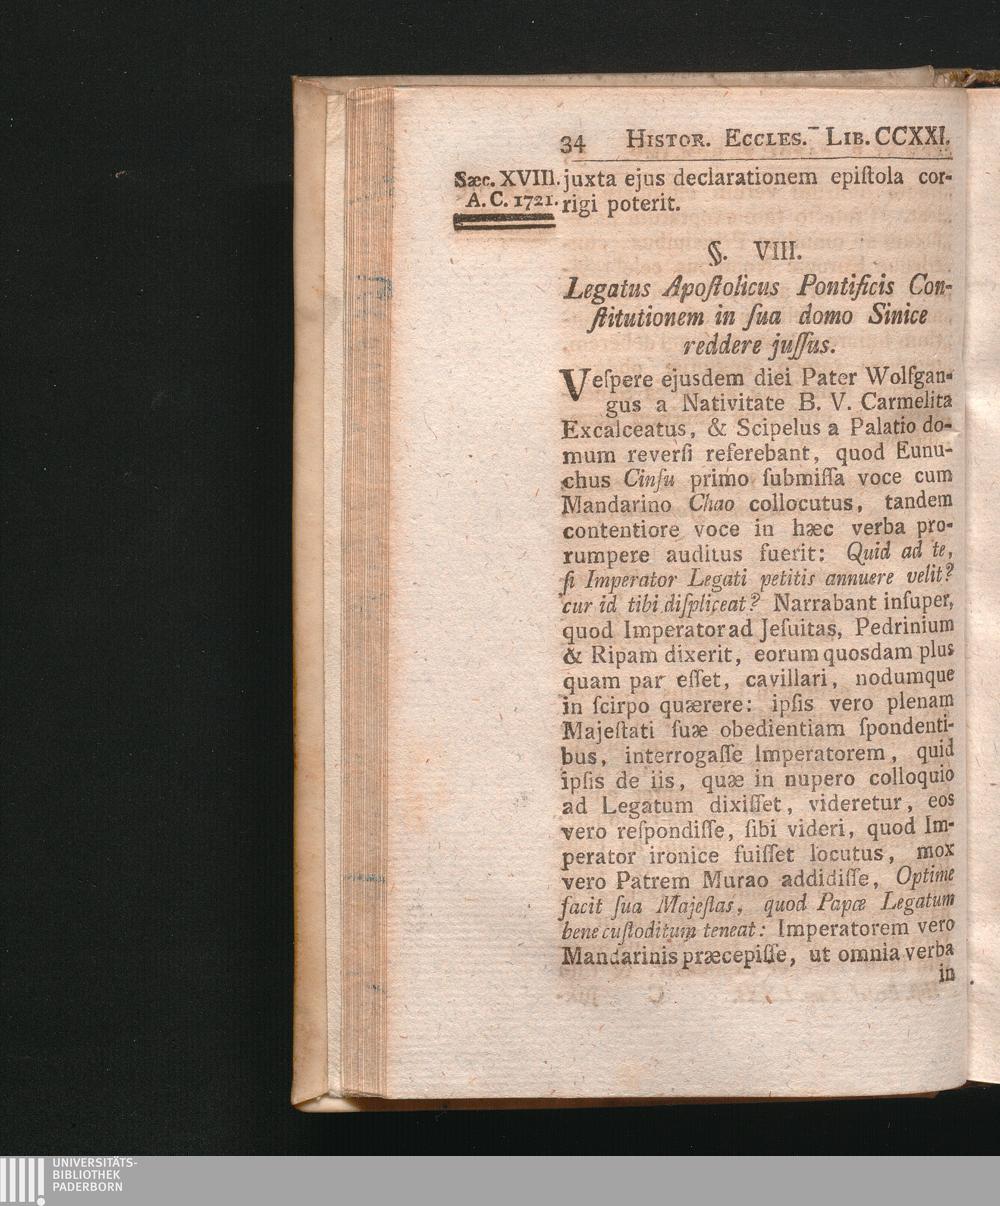 34 HISTOR. ECCLES. LIB. CCXXI.
Sæc. XVIII.
A. C. 1721.
juxta ejus declarationem epiſtola cor-
rigi poterit.
§. VIII.
Legatus Apoſtolicus Pontificis Con-
ſtitutionem in ſua domo Sinice
reddere juſſus.
Veſpere ejusdem diei Pater Wolfgan-
gus a Nativitate B. V. Carmelita
Excalceatus, & Scipelus a Palatio do-
mum reverſi referebant, quod Eunu-
chus Cinſu primo ſubmiſſa voce cum
Mandarino Chao collocutus, tandem
contentiore voce in hæc verba pro-
rumpere auditus fuerit: Quid ad te,
ſi Imperator Legati petitis annuere velit?
cur id tibi diſpliceat? Narrabant inſuper,
quod Imperator ad Jeſuitas, Pedrinium
& Ripam dixerit, eorum quosdam plus
quam par eſſet, cavillari, nodumque
in ſcirpo quærere: ipſis vero plenam
Majeſtati ſuæ obedientiam ſpondenti-
bus, interrogaſſe Imperatorem, quid
ipſis de iis, quæ in nupero colloquio
ad Legatum dixiſſet, videretur, eos
vero reſpondiſſe, ſibi videri, quod Im-
perator ironice fuiſſet locutus, mox
vero Patrem Murao addidiſſe, Optime
facit ſua Majeſtas, quod Papæ Legatum
bene cuſtoditum teneat: Imperatorem vero
Mandarinis præcepiſſe, ut omnia verba
in
UNIVERSITÄTS-
BIBLIOTHEK
PADERBORN